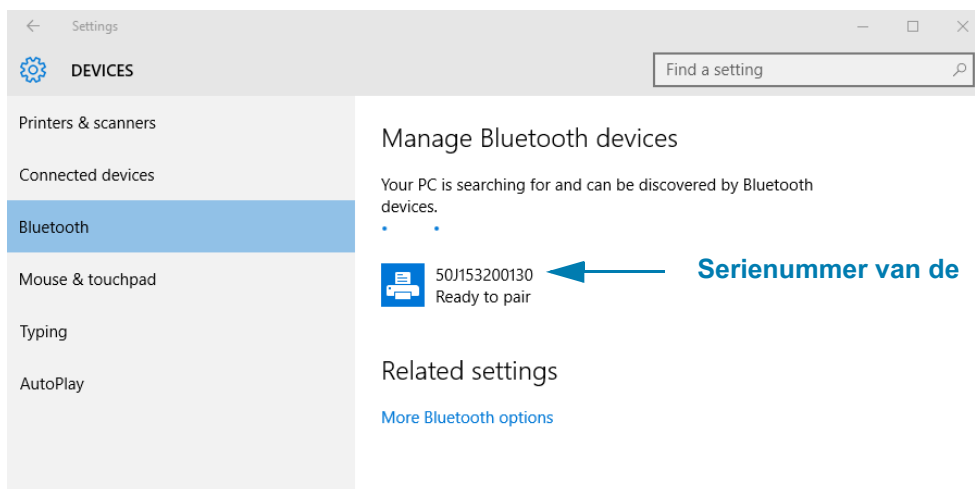 Settings
DEVICES
Find a setting
Printers & scanners
Connected devices
Bluetooth
Mouse & touchpad
Typing
AutoPlay
Manage Bluetooth devices
Your PC is searching for and can be discovered by Bluetooth
devices.
50J153200130
Ready to pair
Serienummer van de
Related settings
More Bluetooth options